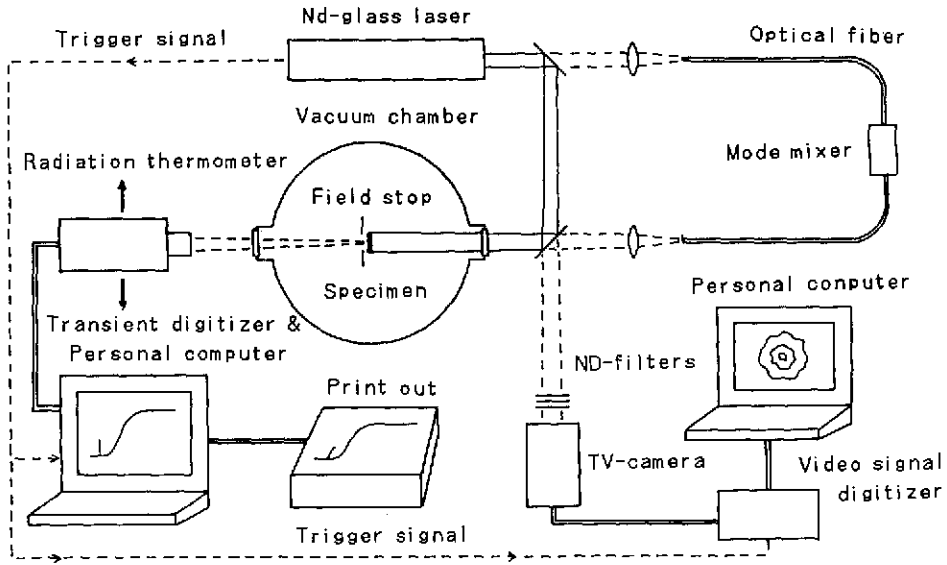 Nd-glass laser
Trigger signal
Optical fiber
Vacuum chamber
Radiation thermometer
Mode mixer
Field stop
Specimen
Personal conputer
Transient digitizer &
Personal computer
ND-filters
Print out
TV-camera
Video signal
digitizer
Trigger signal